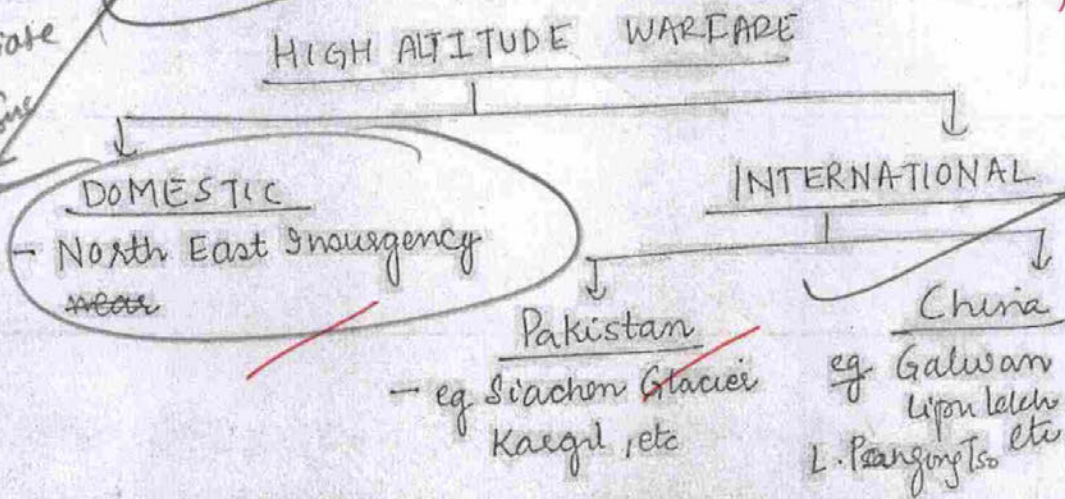 HIGH ALTITUDE WARFARE
DOMESTIC
- North East Insurgency
near
INTERNATIONAL
Pakistan
- eg Siachen Glacier
Kargil, etc
China
eg Galwan
Lipu Lekh
L. Pangong Tso etc